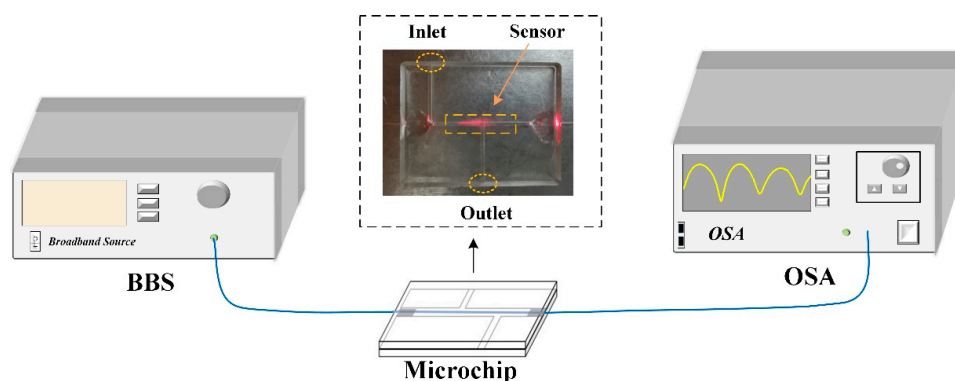 Inlet
Sensor
Outlet
Broadband Source
BBS
OSA
OSA
Microchip